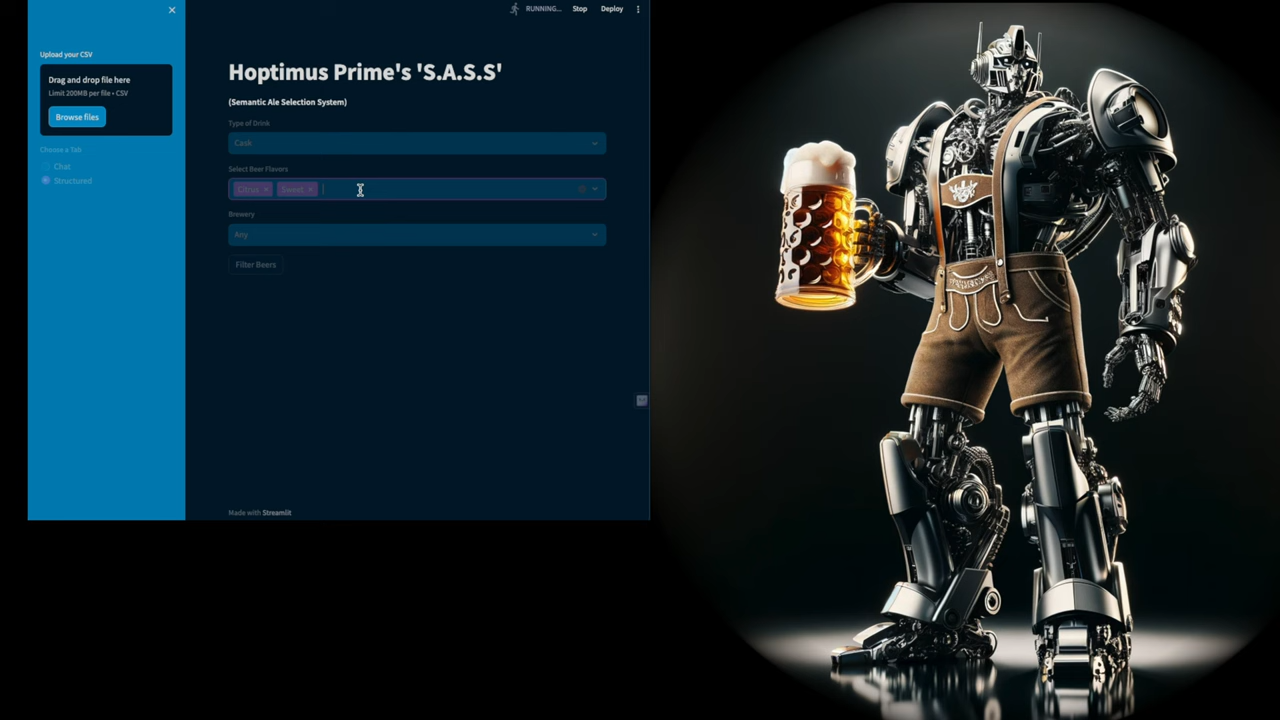 RUNNING...
Stop
Deploy
Upload your CSV
Drag and drop file here
Limit 200MB per file • CSV
Browse files
Choose a Tab
Chat
Structured
Hoptimus Prime's 'S.A.S.S'
(Semantic Ale Selection System)
Type of Drink
Cask
Select Beer Flavors
Citrus
Sweet
Brewery
Any
Filter Beers
Made with Streamlit